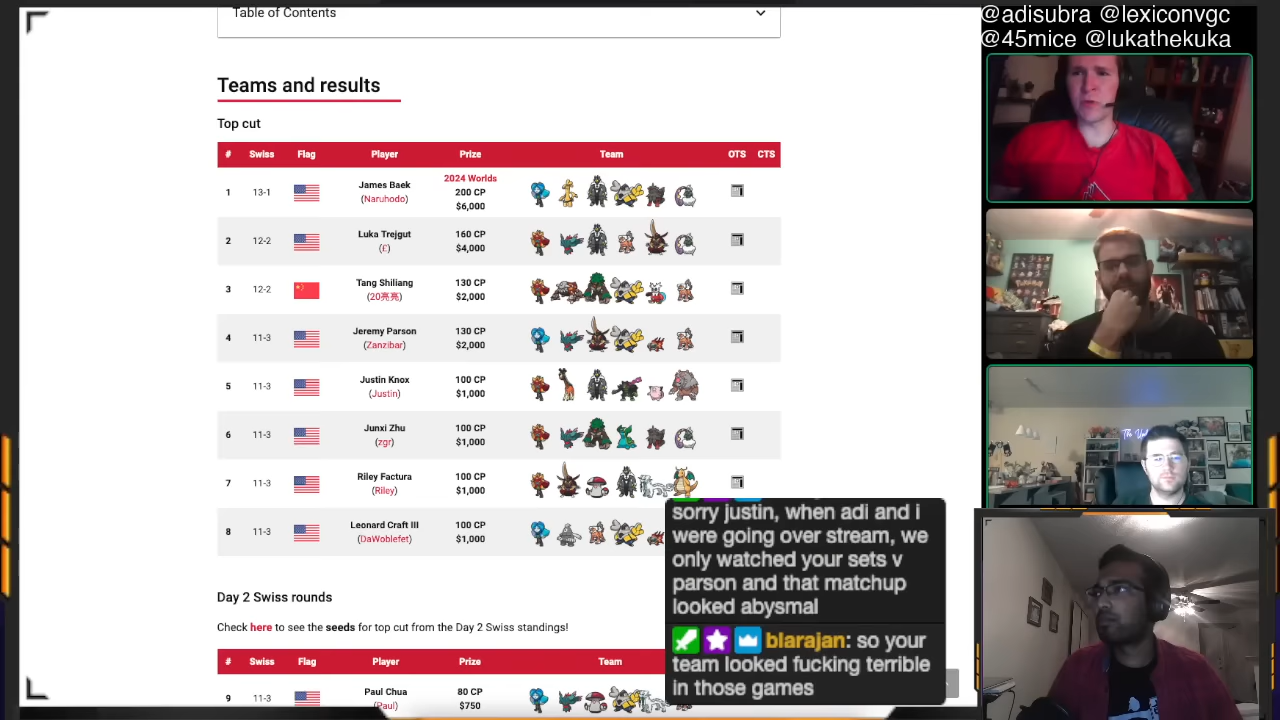 @adisubra @lexiconvgc
@45mice @lukathekuka
Table of Contents
Teams and results
Top cut
# Swiss Flag Player Prize Team OTS CTS
1 13-1 James Baek (Naruhodo) 2024 Worlds 200 CP $6,000
2 12-2 Luka Trejgut (£) 160 CP $4,000
3 12-2 Tang Shiliang (20亮亮) 130 CP $2,000
4 11-3 Jeremy Parson (Zanzibar) 130 CP $2,000
5 11-3 Justin Knox (Justin) 100 CP $1,000
6 11-3 Junxi Zhu (zgr) 100 CP $1,000
7 11-3 Riley Factura (Riley) 100 CP $1,000
8 11-3 Leonard Craft III (DaWoblefet) 100 CP $1,000
Day 2 Swiss rounds
Check here to see the seeds for top cut from the Day 2 Swiss standings!
# Swiss Flag Player Prize Team
9 11-3 Paul Chua (Paul) 80 CP $750
sorry justin, when adi and i
were going over stream, we
only watched your sets v
parson and that matchup
looked abysmal
blarajan: so your
team looked fucking terrible
in those games